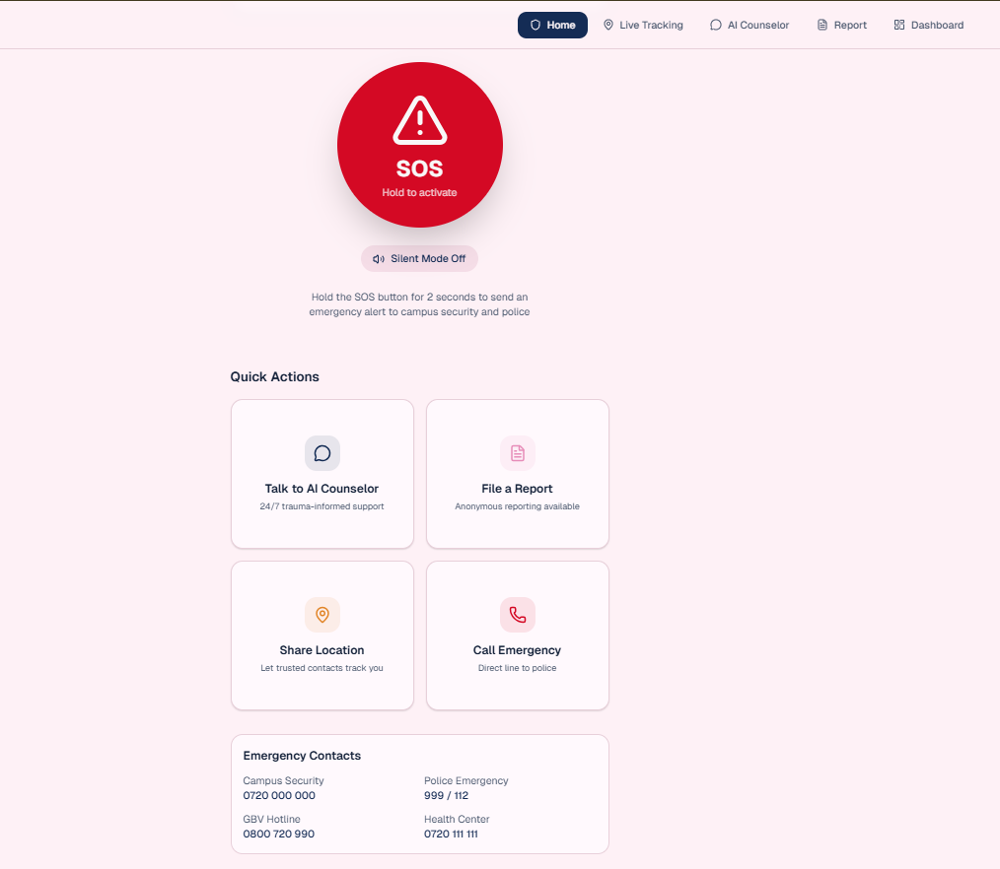 Home
Live Tracking
AI Counselor
Report
Dashboard
SOS
Hold to activate
Silent Mode Off
Hold the SOS button for 2 seconds to send an
emergency alert to campus security and police
Quick Actions
Talk to AI Counselor
24/7 trauma-informed support
File a Report
Anonymous reporting available
Share Location
Let trusted contacts track you
Call Emergency
Direct line to police
Emergency Contacts
Campus Security
0720 000 000
Police Emergency
999 / 112
GBV Hotline
0800 720 990
Health Center
0720 111 111